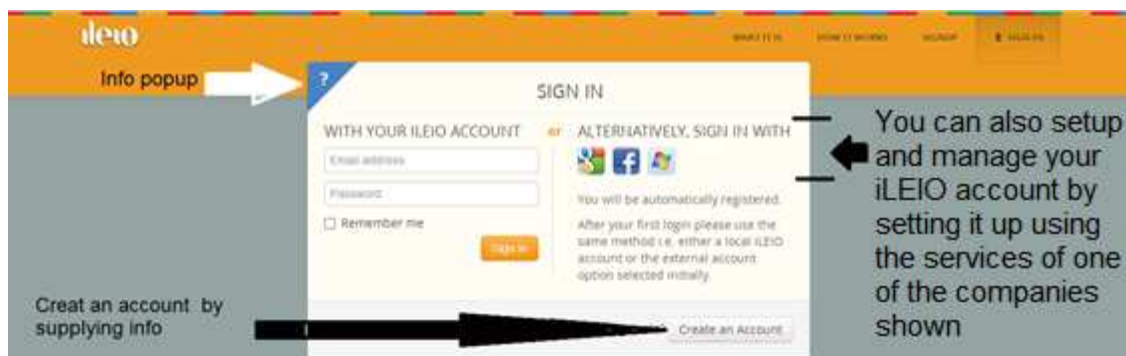 ileio
WHAT IT IS HOW IT WORKS SIGNUP SIGN IN
Info popup
?
SIGN IN
WITH YOUR ILEIO ACCOUNT or ALTERNATIVELY, SIGN IN WITH
Email address
Password
Remember me
Sign in
You will be automatically registered.
After your first login please use the
same method i.e. either a local iLEIO
account or the external account
option selected initially.
You can also setup
and manage your
iLEIO account by
setting it up using
the services of one
of the companies
shown
Creat an account by
supplying info
Create an Account